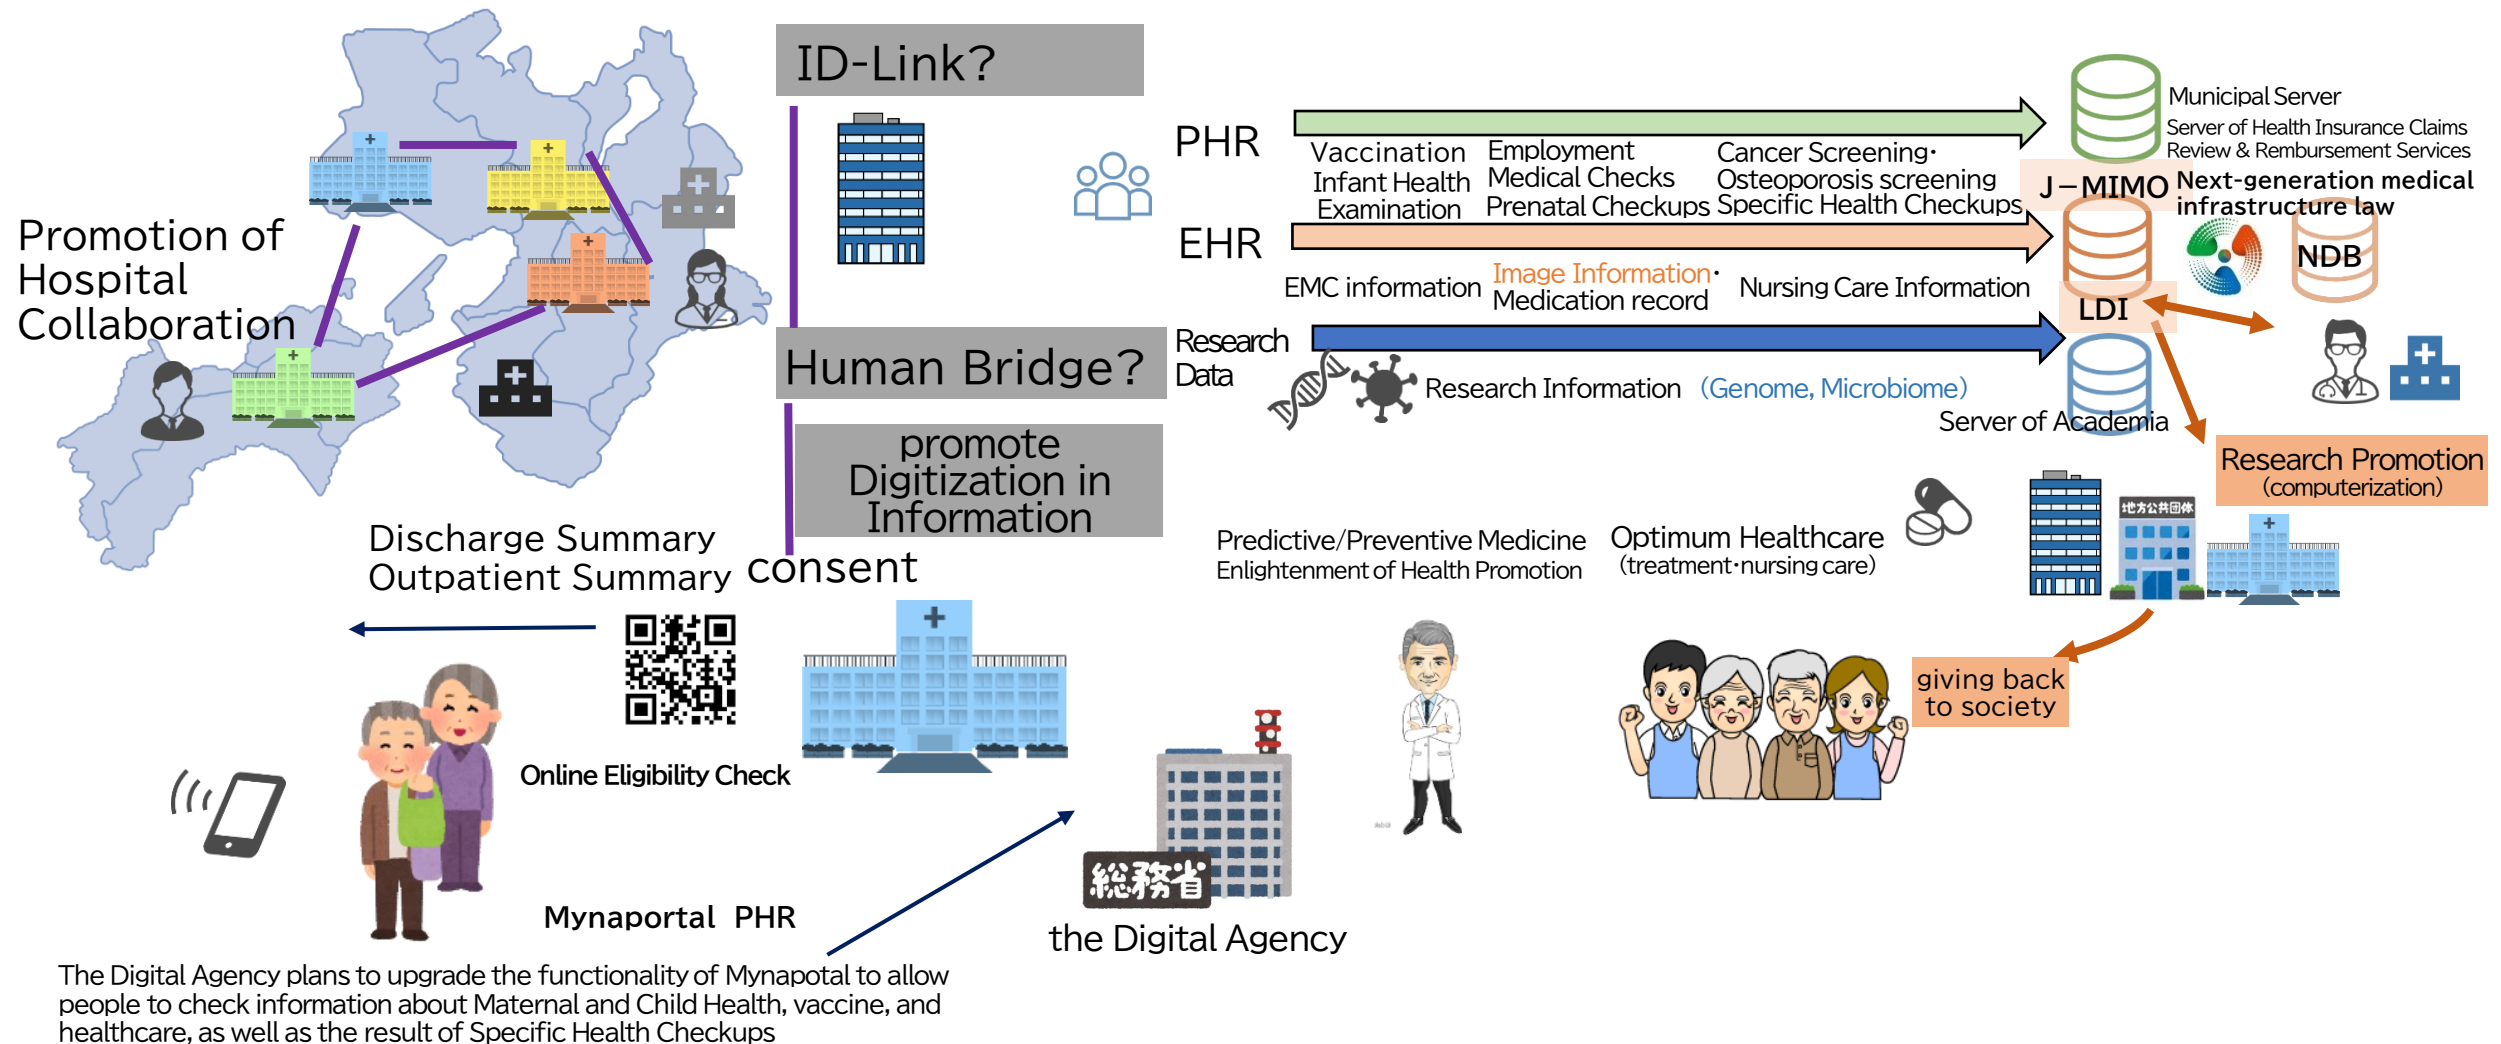 Promotion of
Hospital
Collaboration
ID-Link?
Human Bridge?
promote
Digitization in
Information
consent
Discharge Summary
Outpatient Summary
Online Eligibility Check
Mynaportal PHR
The Digital Agency plans to upgrade the functionality of Mynapotal to allow
people to check information about Maternal and Child Health, vaccine, and
healthcare, as well as the result of Specific Health Checkups
総務省
the Digital Agency
PHR
Vaccination
Infant Health
Examination
Employment
Medical Checks
Prenatal Checkups
Cancer Screening・
Osteoporosis screening
Specific Health Checkups
EHR
EMC information
Image Information・
Medication record
Nursing Care Information
Research
Data
Research Information (Genome, Microbiome)
Municipal Server
Server of Health Insurance Claims
Review & Rembursement Services
J－MIMO
Next-generation medical
infrastructure law
NDB
LDI
Server of Academia
Research Promotion
(computerization)
Predictive/Preventive Medicine
Enlightenment of Health Promotion
Optimum Healthcare
(treatment・nursing care)
地方公共団体
giving back
to society